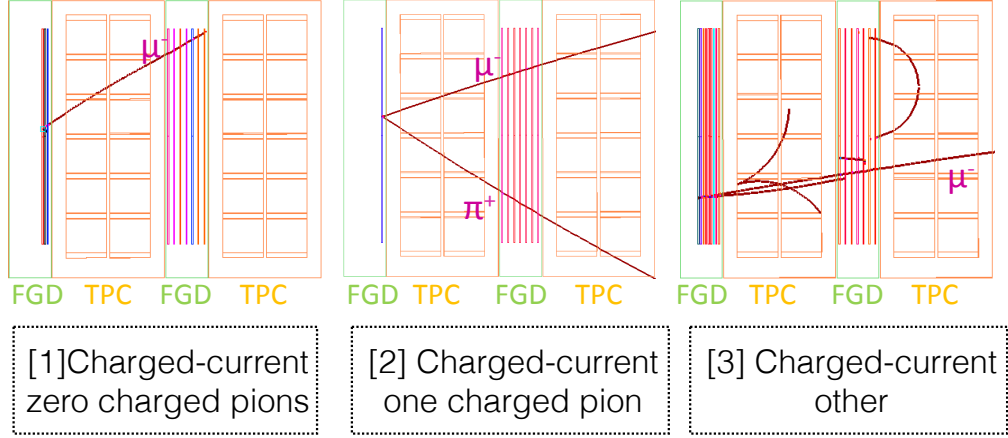 μ⁻
μ⁻
π⁺
μ⁻
FGD TPC FGD TPC
FGD TPC FGD TPC
FGD TPC FGD TPC
[1]Charged-current
zero charged pions
[2] Charged-current
one charged pion
[3] Charged-current
other